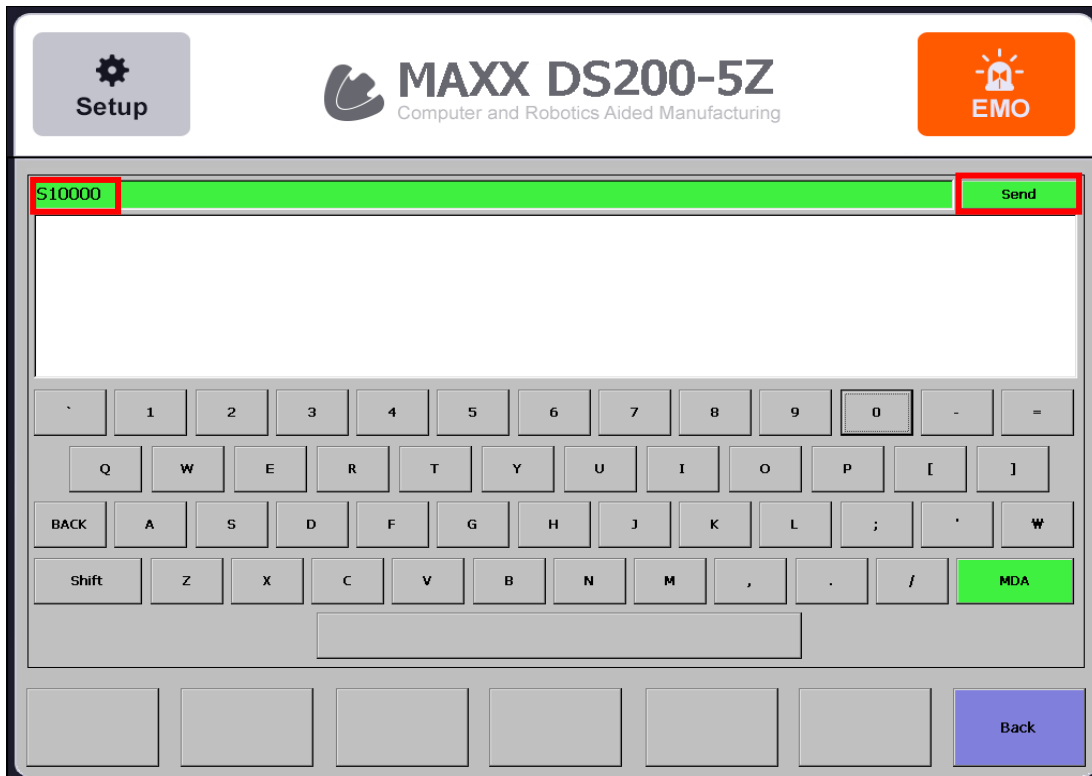 Setup
MAXX DS200-5Z
Computer and Robotics Aided Manufacturing
EMO
S10000 Send
` 1 2 3 4 5 6 7 8 9 0 - =
Q W E R T Y U I O P [ ]
BACK A S D F G H J K L ; ' ₩
Shift Z X C V B N M , . / MDA
Back